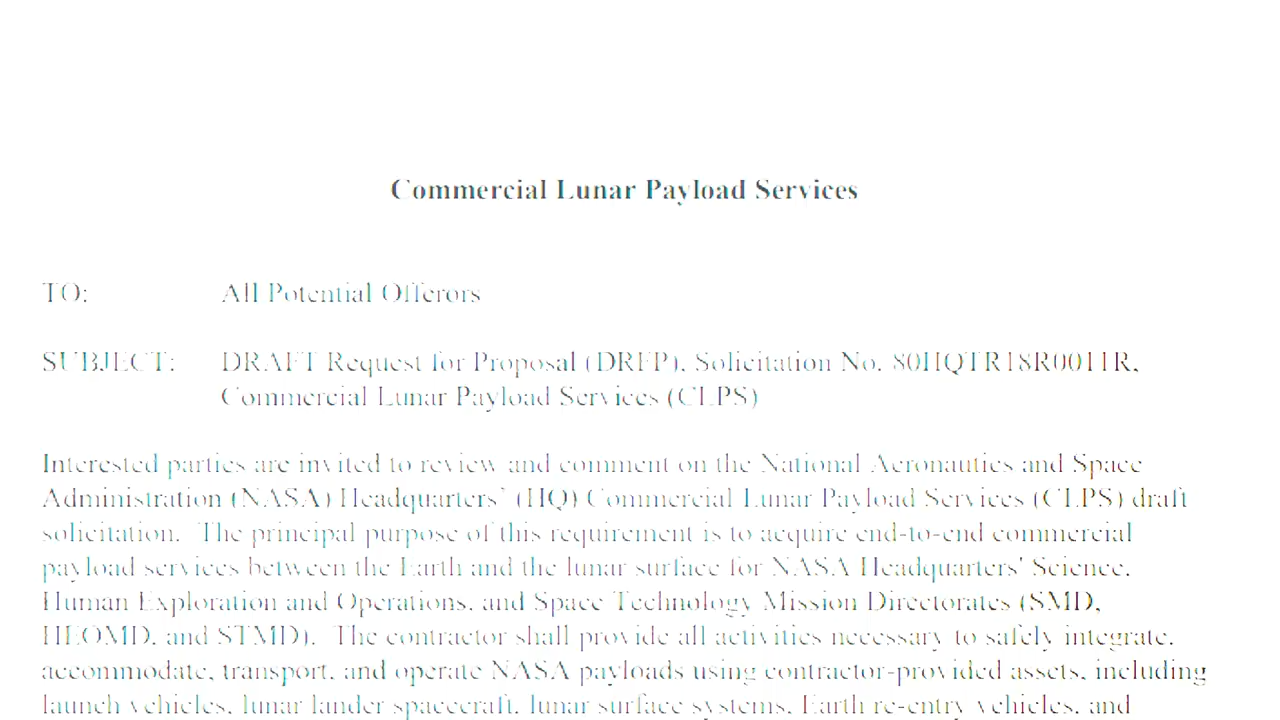 Commercial Lunar Payload Services
TO: All Potential Offerors
SUBJECT: DRAFT Request for Proposal (DRFP), Solicitation No. 80HQTR18R0011R,
Commercial Lunar Payload Services (CLPS)
Interested parties are invited to review and comment on the National Aeronautics and Space
Administration (NASA) Headquarters' (HQ) Commercial Lunar Payload Services (CLPS) draft
solicitation. The principal purpose of this requirement is to acquire end-to-end commercial
payload services between the Earth and the lunar surface for NASA Headquarters' Science,
Human Exploration and Operations, and Space Technology Mission Directorates (SMD,
HEOMD, and STMD). The contractor shall provide all activities necessary to safely integrate,
accommodate, transport, and operate NASA payloads using contractor-provided assets, including
launch vehicles, lunar lander spacecraft, lunar surface systems, Earth re-entry vehicles, and